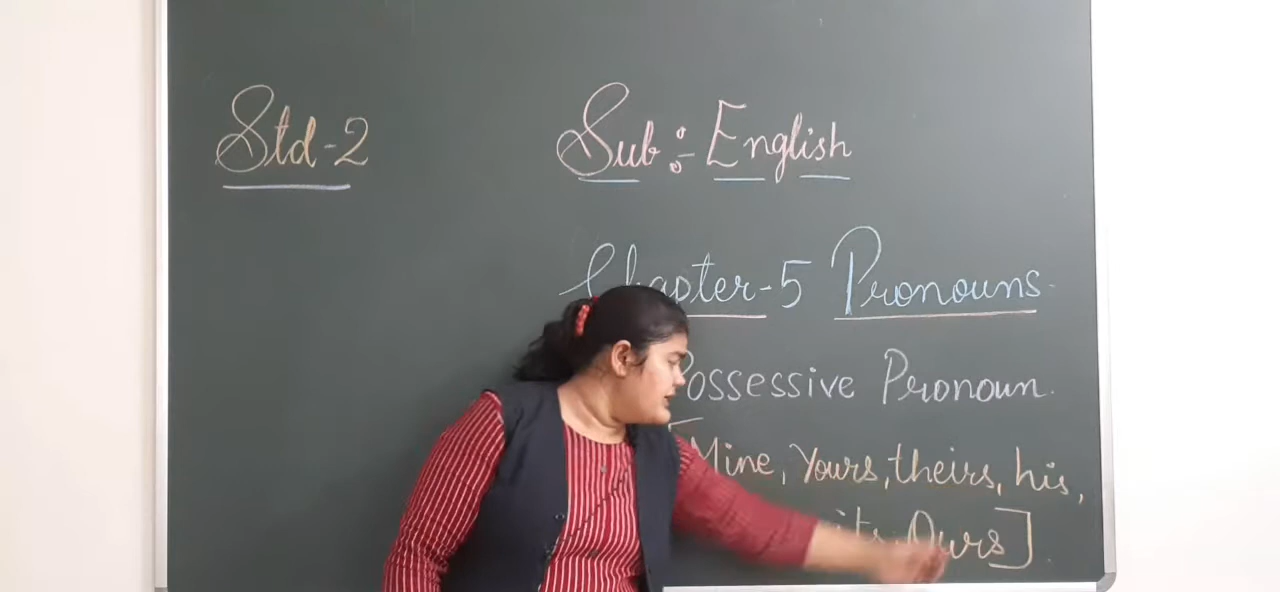 Std-2
Sub:- English
Chapter-5 Pronouns.
Possessive Pronoun.
[Mine, Yours, theirs, his,
its, Ours].